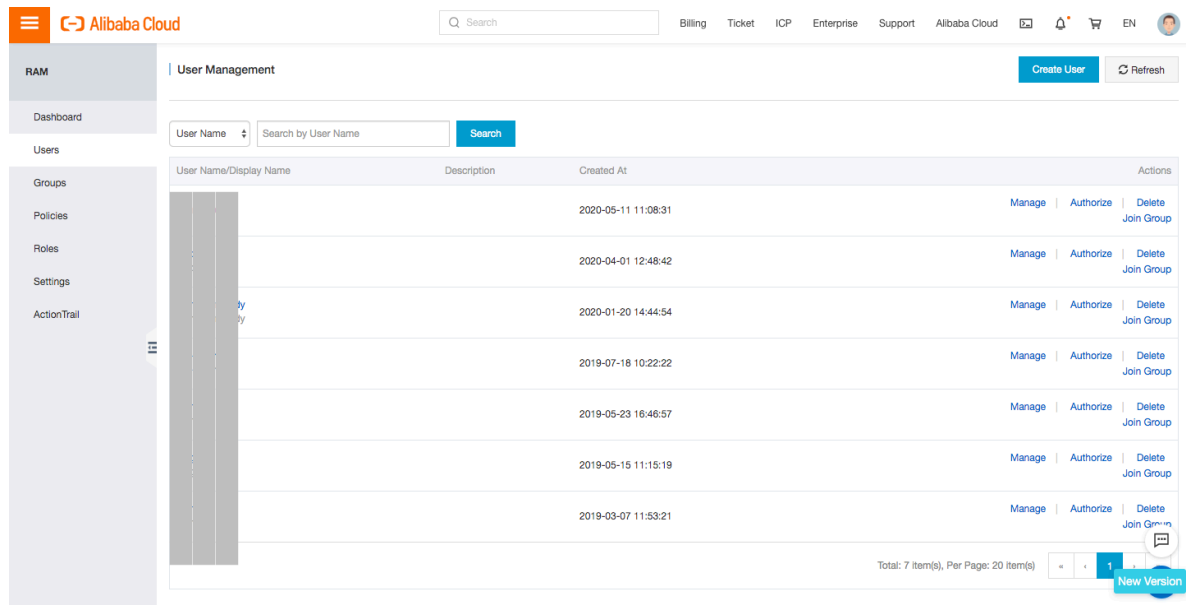 Alibaba Cloud
Search
Billing Ticket ICP Enterprise Support Alibaba Cloud EN
RAM
Dashboard
Users
Groups
Policies
Roles
Settings
ActionTrail
User Management
Create User Refresh
User Name Search by User Name Search
User Name/Display Name Description Created At Actions
2020-05-11 11:08:31 Manage | Authorize | Delete
Join Group
2020-04-01 12:48:42 Manage | Authorize | Delete
Join Group
dy 2020-01-20 14:44:54 Manage | Authorize | Delete
dy Join Group
2019-07-18 10:22:22 Manage | Authorize | Delete
Join Group
2019-05-23 16:46:57 Manage | Authorize | Delete
Join Group
2019-05-15 11:15:19 Manage | Authorize | Delete
Join Group
2019-03-07 11:53:21 Manage | Authorize | Delete
Join Group
Total: 7 item(s), Per Page: 20 item(s) « ‹ 1
New Version